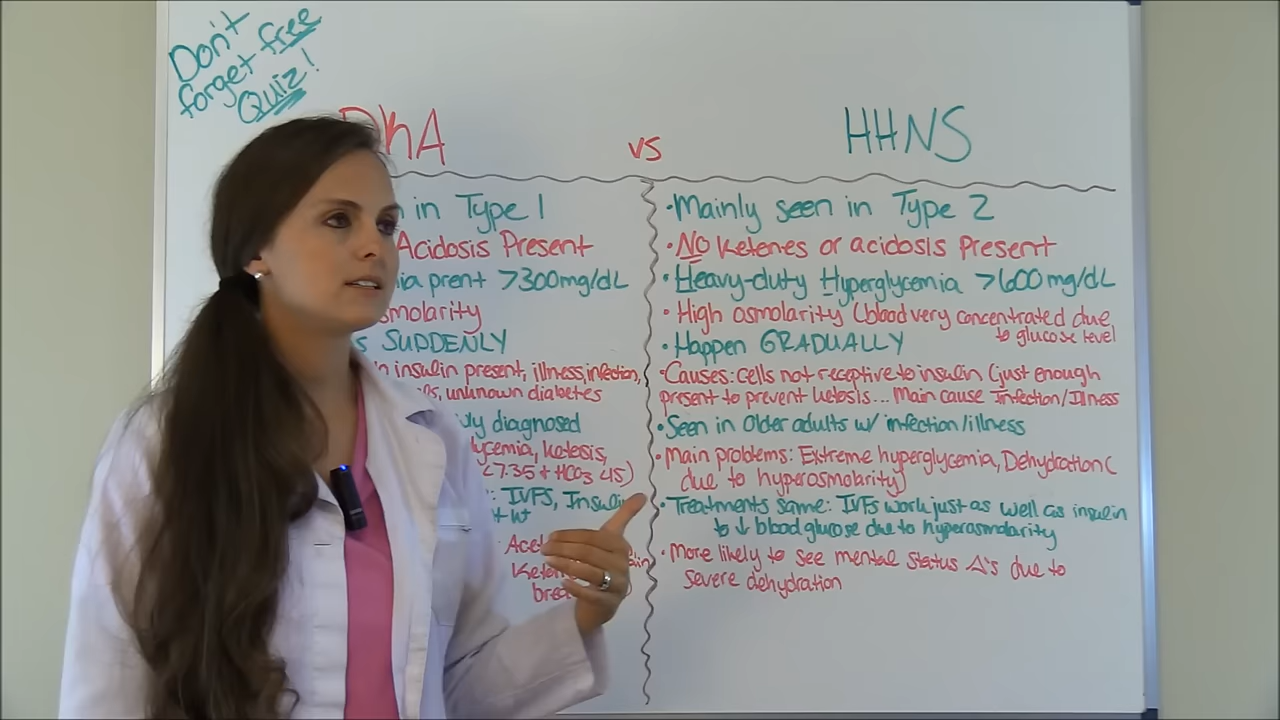 Don't
forget free
Quiz!
DKA
vs
HHNS
in Type 1
Acidosis Present
prent >300mg/dL
SUDDENLY
insulin present, illness, infection,
unknown diabetes
diagnosed
ketosis,
<7.35 + HCO3 <15)
: IVFS, Insulin
·Mainly seen in Type 2
·NO Ketones or acidosis Present
·Heavy-duty Hyperglycemia >600mg/dL
·High osmolarity (blood very concentrated due
to glucose level
·Happen GRADUALLY
·Causes: cells not receptive to insulin (just enough
present to prevent ketosis... Main cause Infection/Illness
·Seen in Older adults w/ infection/illness
·Main problems: Extreme hyperglycemia, Dehydration (
due to hyperosmolarity)
·Treatments same: IVFs work just as well as insulin
to ↓ blood glucose due to hyperosmolarity
·More likely to see mental status Δ's due to
severe dehydration